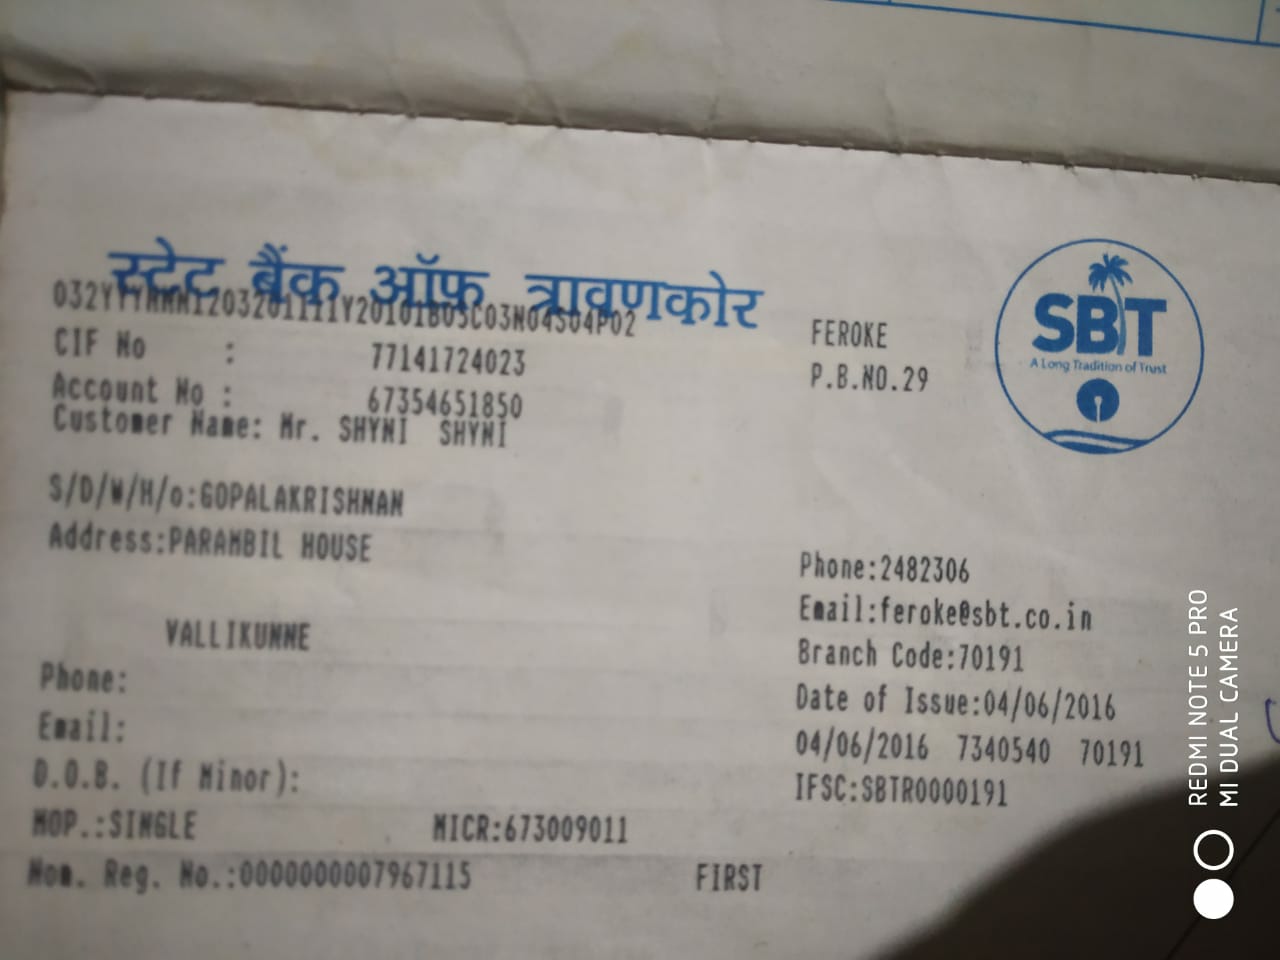 स्टेट बैंक ऑफ त्रावणकोर
CIF No : 77141724023
Account No : 67354651850
Customer Name: Mr. SHYNI SHYNI
S/D/W/H/o:GOPALAKRISHNAN
Address:PARAMBIL HOUSE
VALLIKUNNE
Phone:
Email:
D.O.B. (If Minor):
MOP.:SINGLE MICR:673009011
Nom. Reg. No.:0000000007967115 FIRST
FEROKE
P.B.NO.29
SBT
A Long Tradition of Trust
Phone:2482306
Email:feroke@sbt.co.in
Branch Code:70191
Date of Issue:04/06/2016
04/06/2016 7340540 70191
IFSC:SBTR0000191
REDMI NOTE 5 PRO
MI DUAL CAMERA